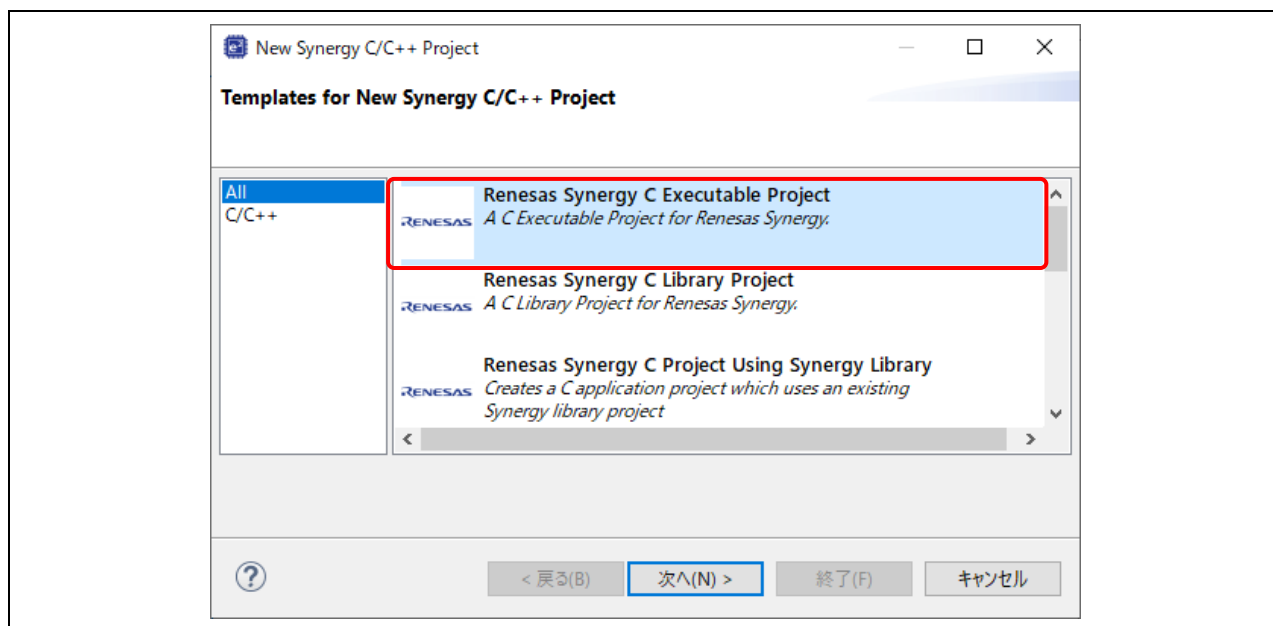 New Synergy C/C++ Project
Templates for New Synergy C/C++ Project
All
C/C++
RENESAS
Renesas Synergy C Executable Project
A C Executable Project for Renesas Synergy.
RENESAS
Renesas Synergy C Library Project
A C Library Project for Renesas Synergy.
RENESAS
Renesas Synergy C Project Using Synergy Library
Creates a C application project which uses an existing
Synergy library project
?
< 戻る(B)
次へ(N) >
終了(F)
キャンセル